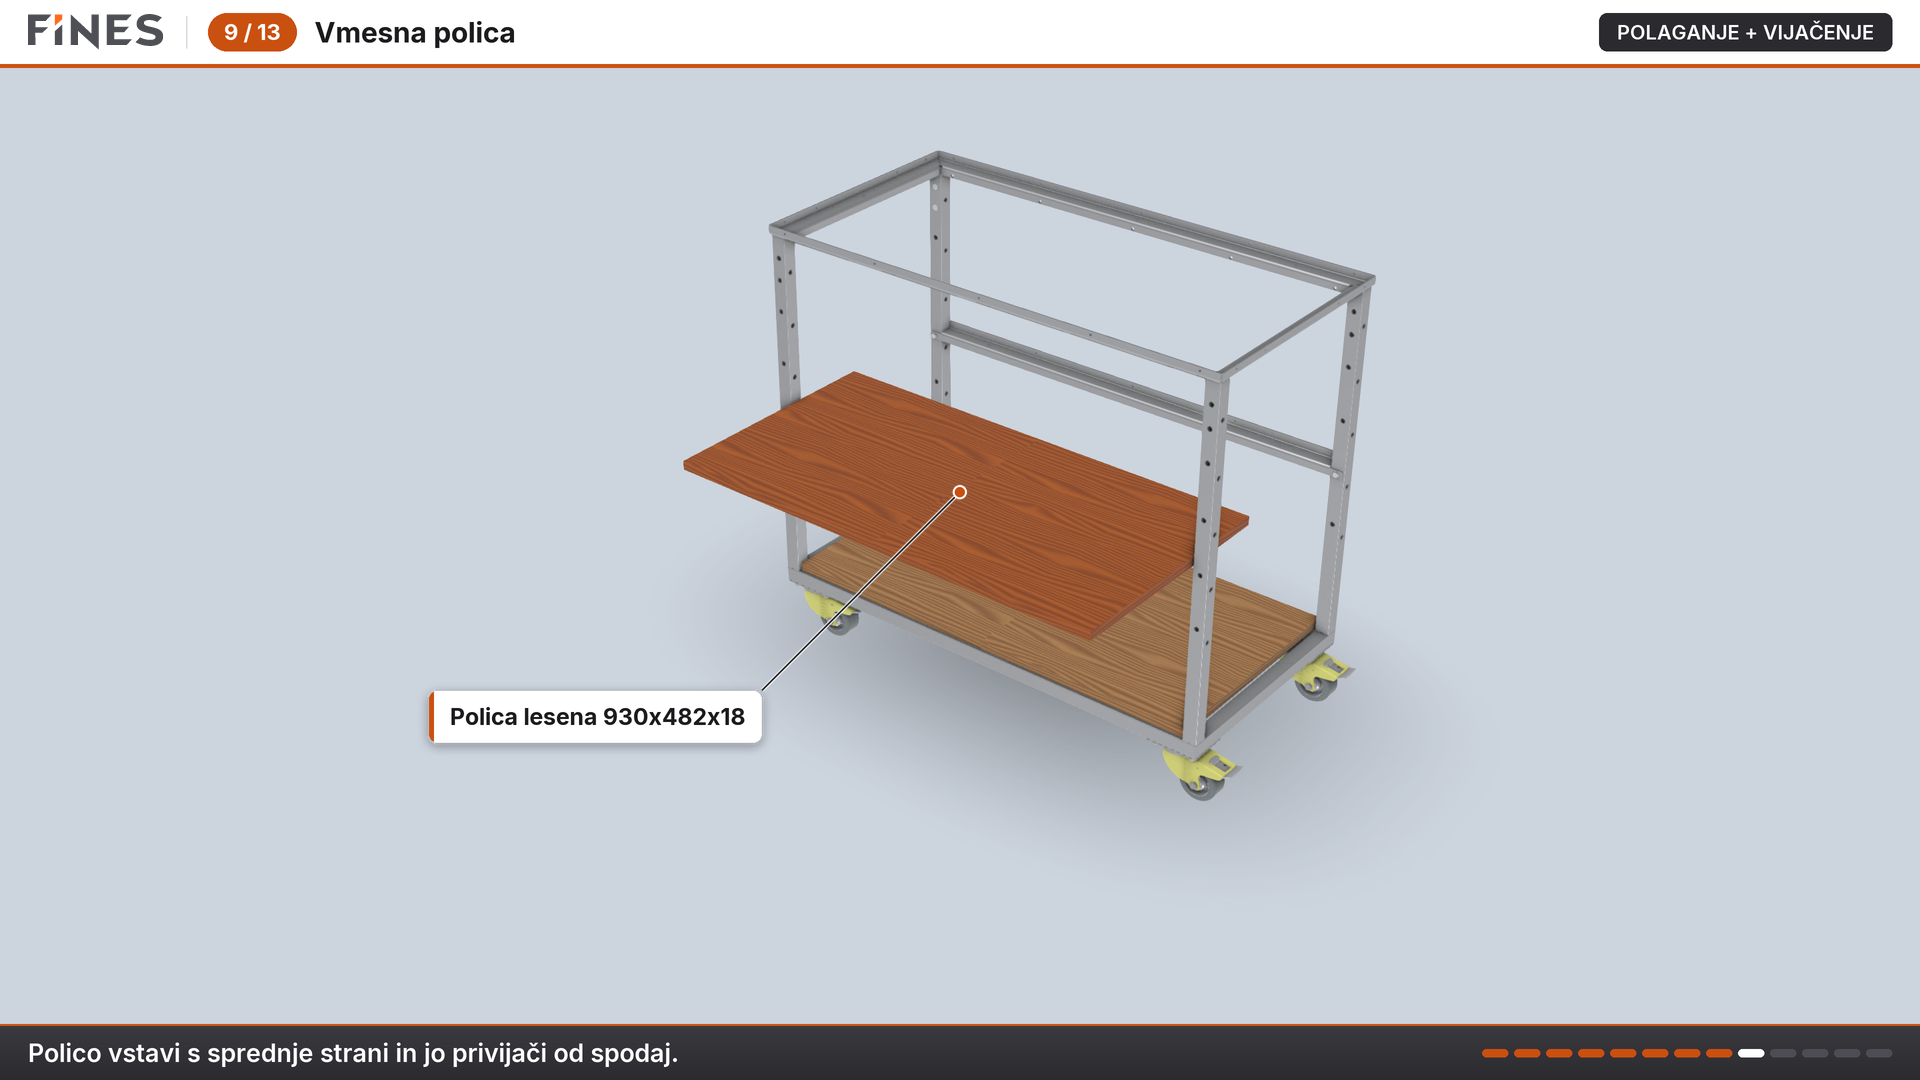 FINES
9 / 13
Vmesna polica
POLAGANJE + VIJAČENJE
Polica lesena 930x482x18
Polico vstavi s sprednje strani in jo privijači od spodaj.